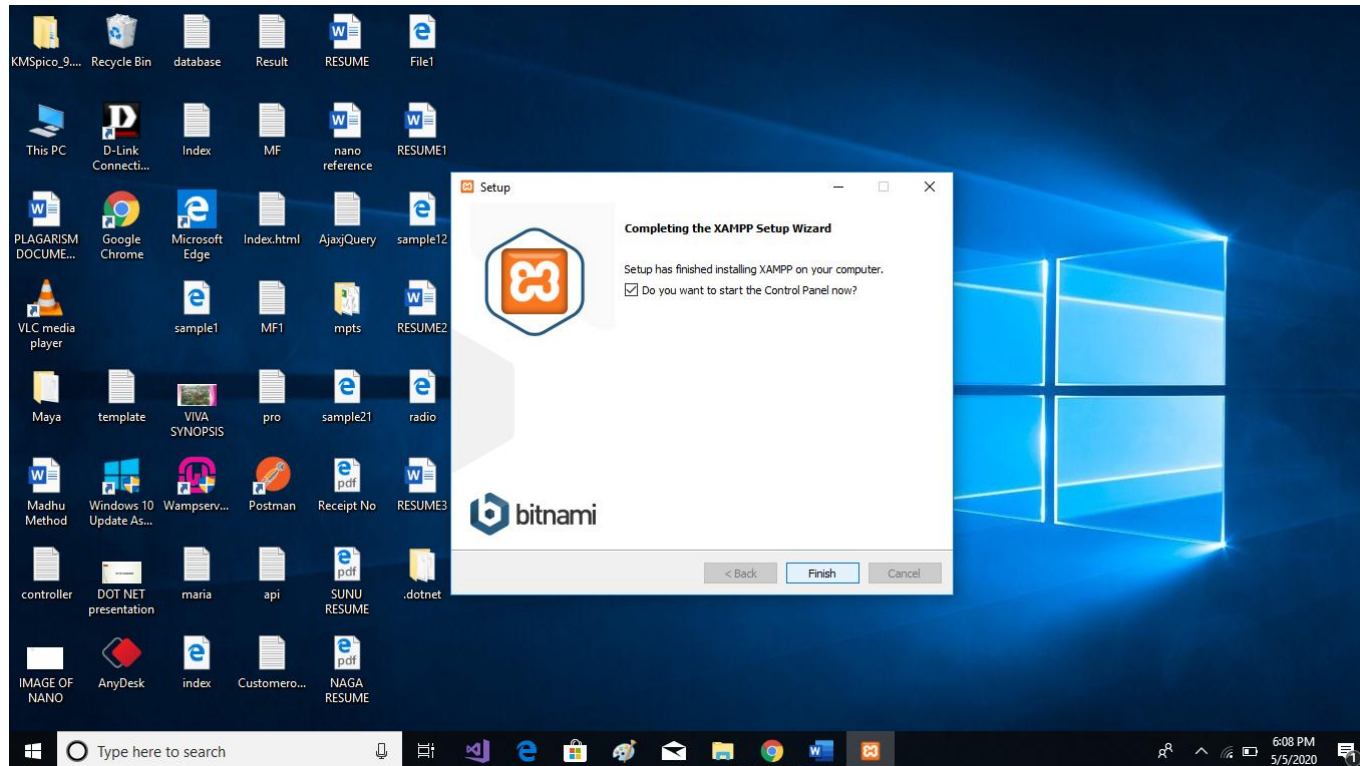 KMSpico_9....
Recycle Bin
database
Result
RESUME
File1
This PC
D-Link
Connecti...
Index
MF
nano
reference
RESUME1
PLAGARISM
DOCUME...
Google
Chrome
Microsoft
Edge
Index.html
AjaxjQuery
sample12
VLC media
player
sample1
MF1
mpts
RESUME2
Maya
template
VIVA
SYNOPSIS
pro
sample21
radio
Madhu
Method
Windows 10
Update As...
Wampserv...
Postman
pdf
Receipt No
RESUME3
controller
DOT NET
presentation
maria
api
pdf
SUNU
RESUME
.dotnet
IMAGE OF
NANO
AnyDesk
index
Customero...
pdf
NAGA
RESUME
Setup
Completing the XAMPP Setup Wizard
Setup has finished installing XAMPP on your computer.
Do you want to start the Control Panel now?
bitnami
< Back
Finish
Cancel
Type here to search
6:08 PM
5/5/2020
1